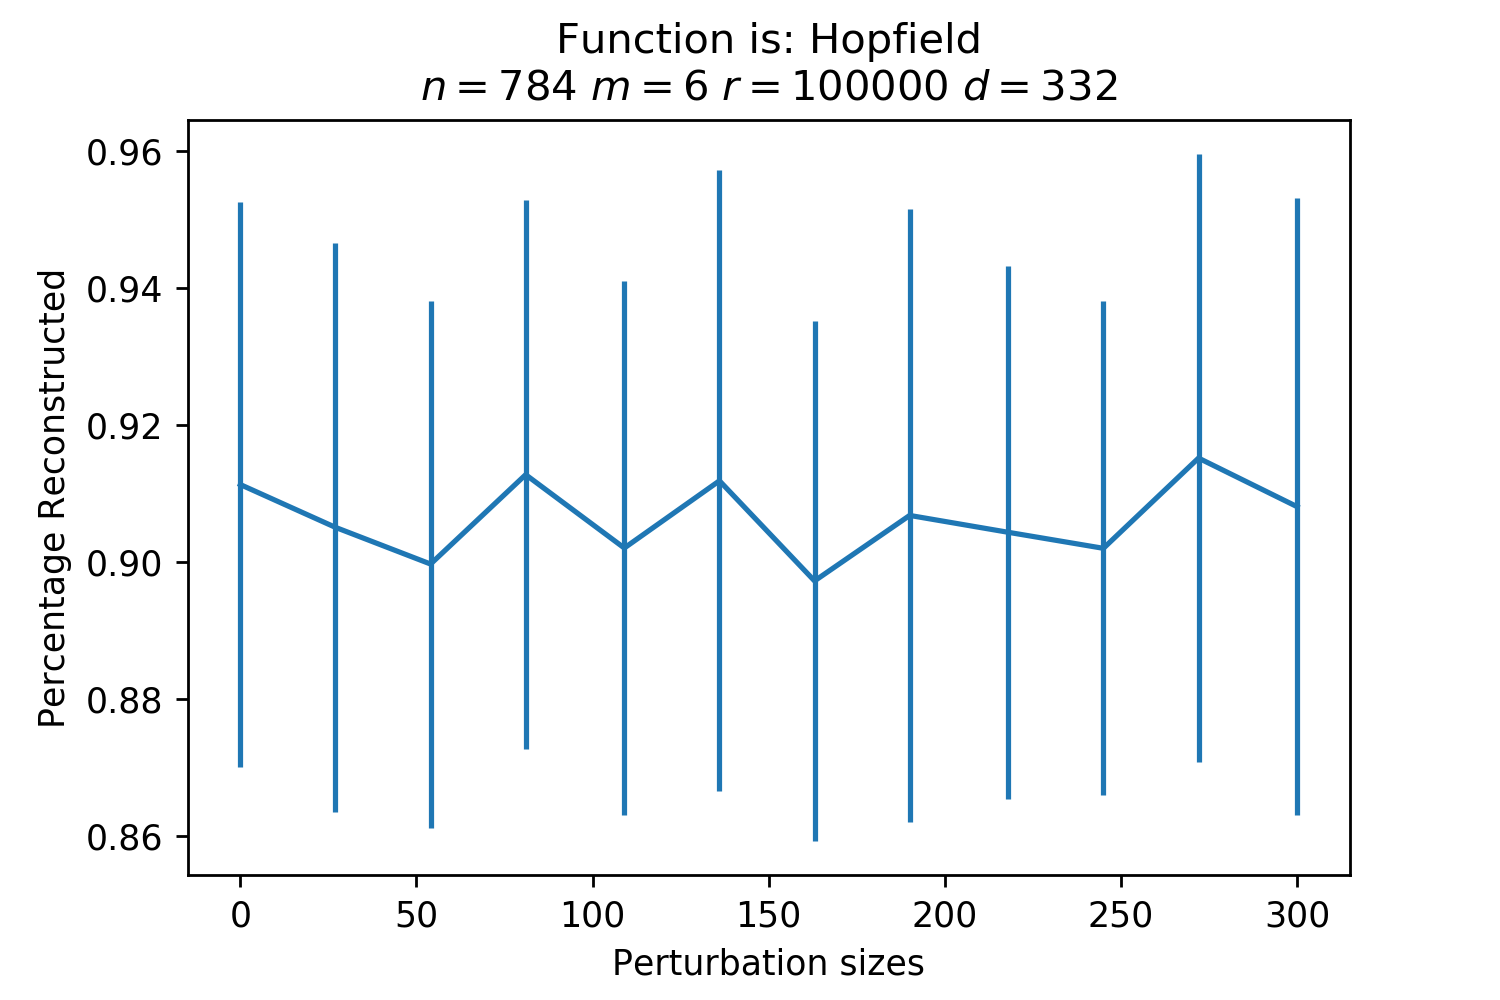 Function is: Hopfield
n = 784 m = 6 r = 100000 d = 332
0.96
0.94
0.92
0.90
0.88
0.86
Percentage Reconstructed
0 50 100 150 200 250 300
Perturbation sizes